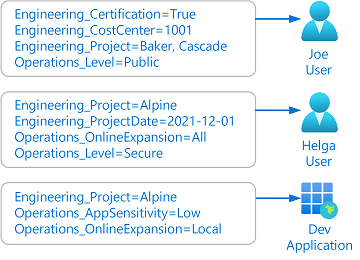 Engineering_Certification=True
Engineering_CostCenter=1001
Engineering_Project=Baker, Cascade
Operations_Level=Public
Joe
User
Engineering_Project=Alpine
Engineering_ProjectDate=2021-12-01
Operations_OnlineExpansion=All
Operations_Level=Secure
Helga
User
Engineering_Project=Alpine
Operations_AppSensitivity=Low
Operations_OnlineExpansion=Local
Dev
Application